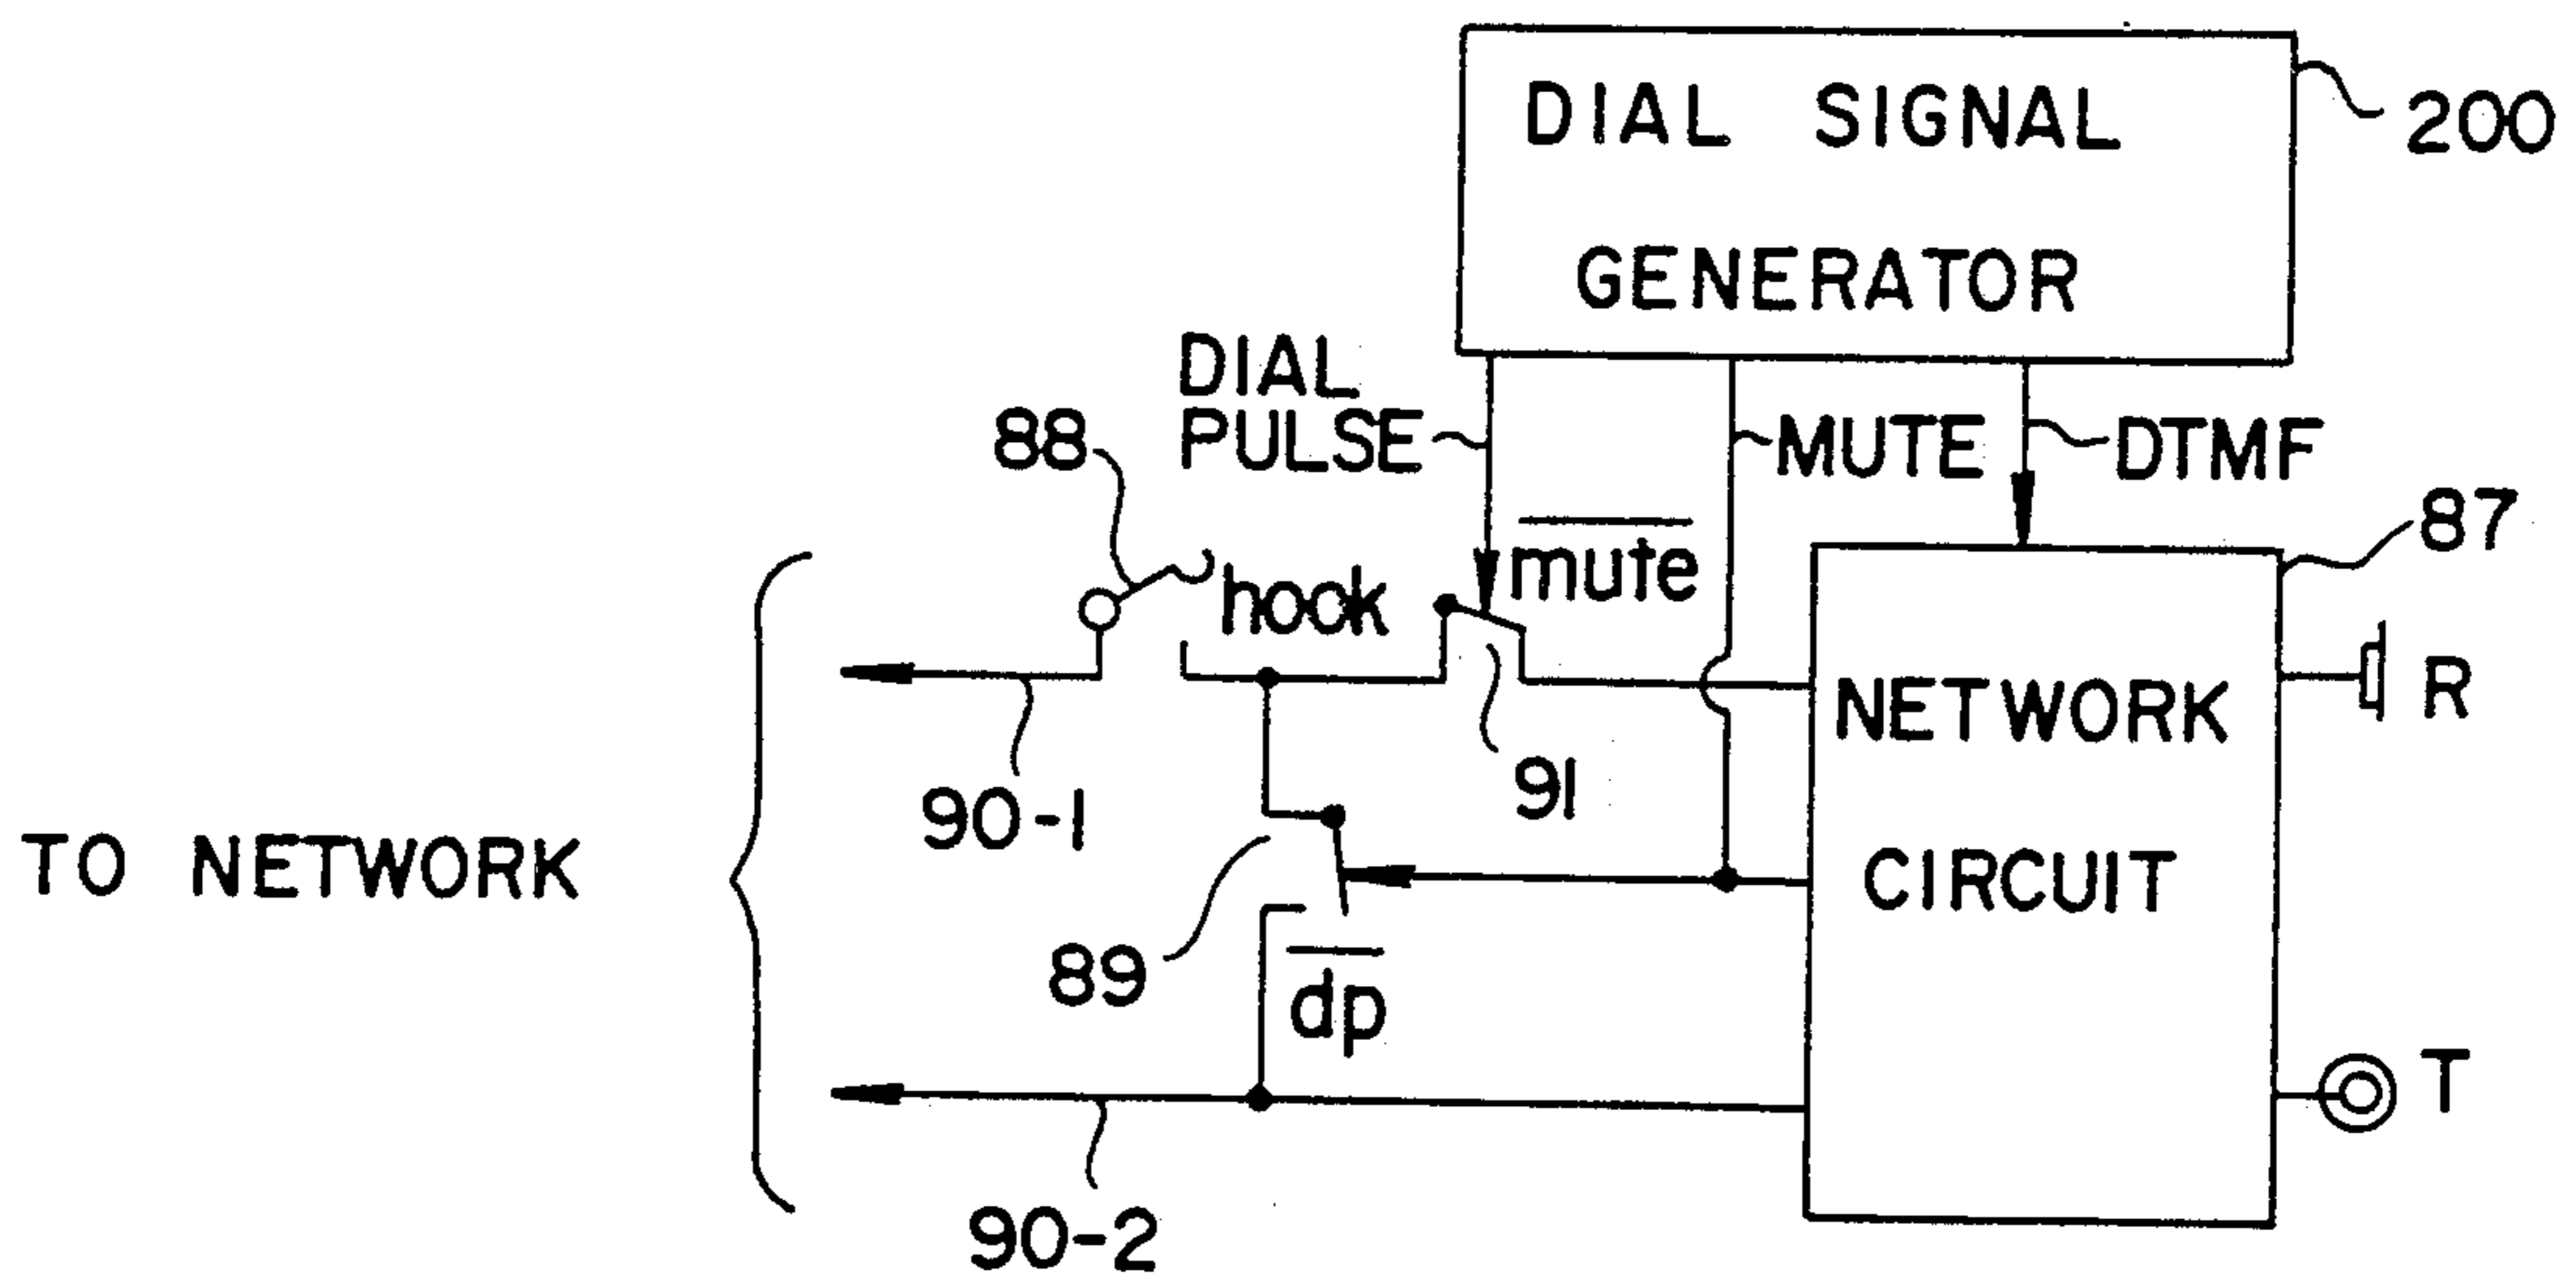 DIAL SIGNAL
GENERATOR
200
DIAL
PULSE
MUTE
DTMF
88
hook
mute
87
NETWORK
CIRCUIT
R
91
90-1
TO NETWORK
89
dp
T
90-2